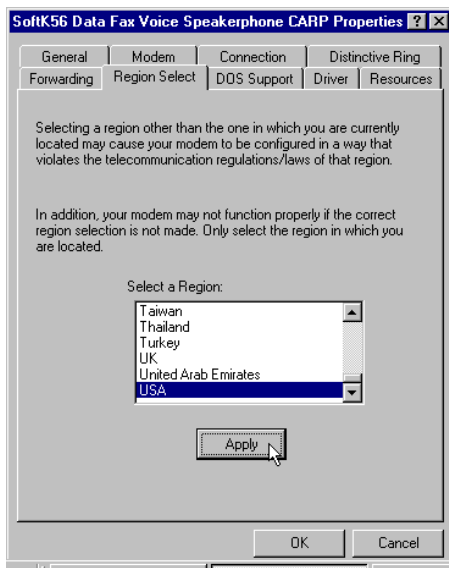 SoftK56 Data Fax Voice Speakerphone CARP Properties
General Modem Connection Distinctive Ring
Forwarding Region Select DOS Support Driver Resources
Selecting a region other than the one in which you are currently
located may cause your modem to be configured in a way that
violates the telecommunication regulations/laws of that region.
In addition, your modem may not function properly if the correct
region selection is not made. Only select the region in which you
are located.
Select a Region:
Taiwan
Thailand
Turkey
UK
United Arab Emirates
USA
Apply
OK Cancel